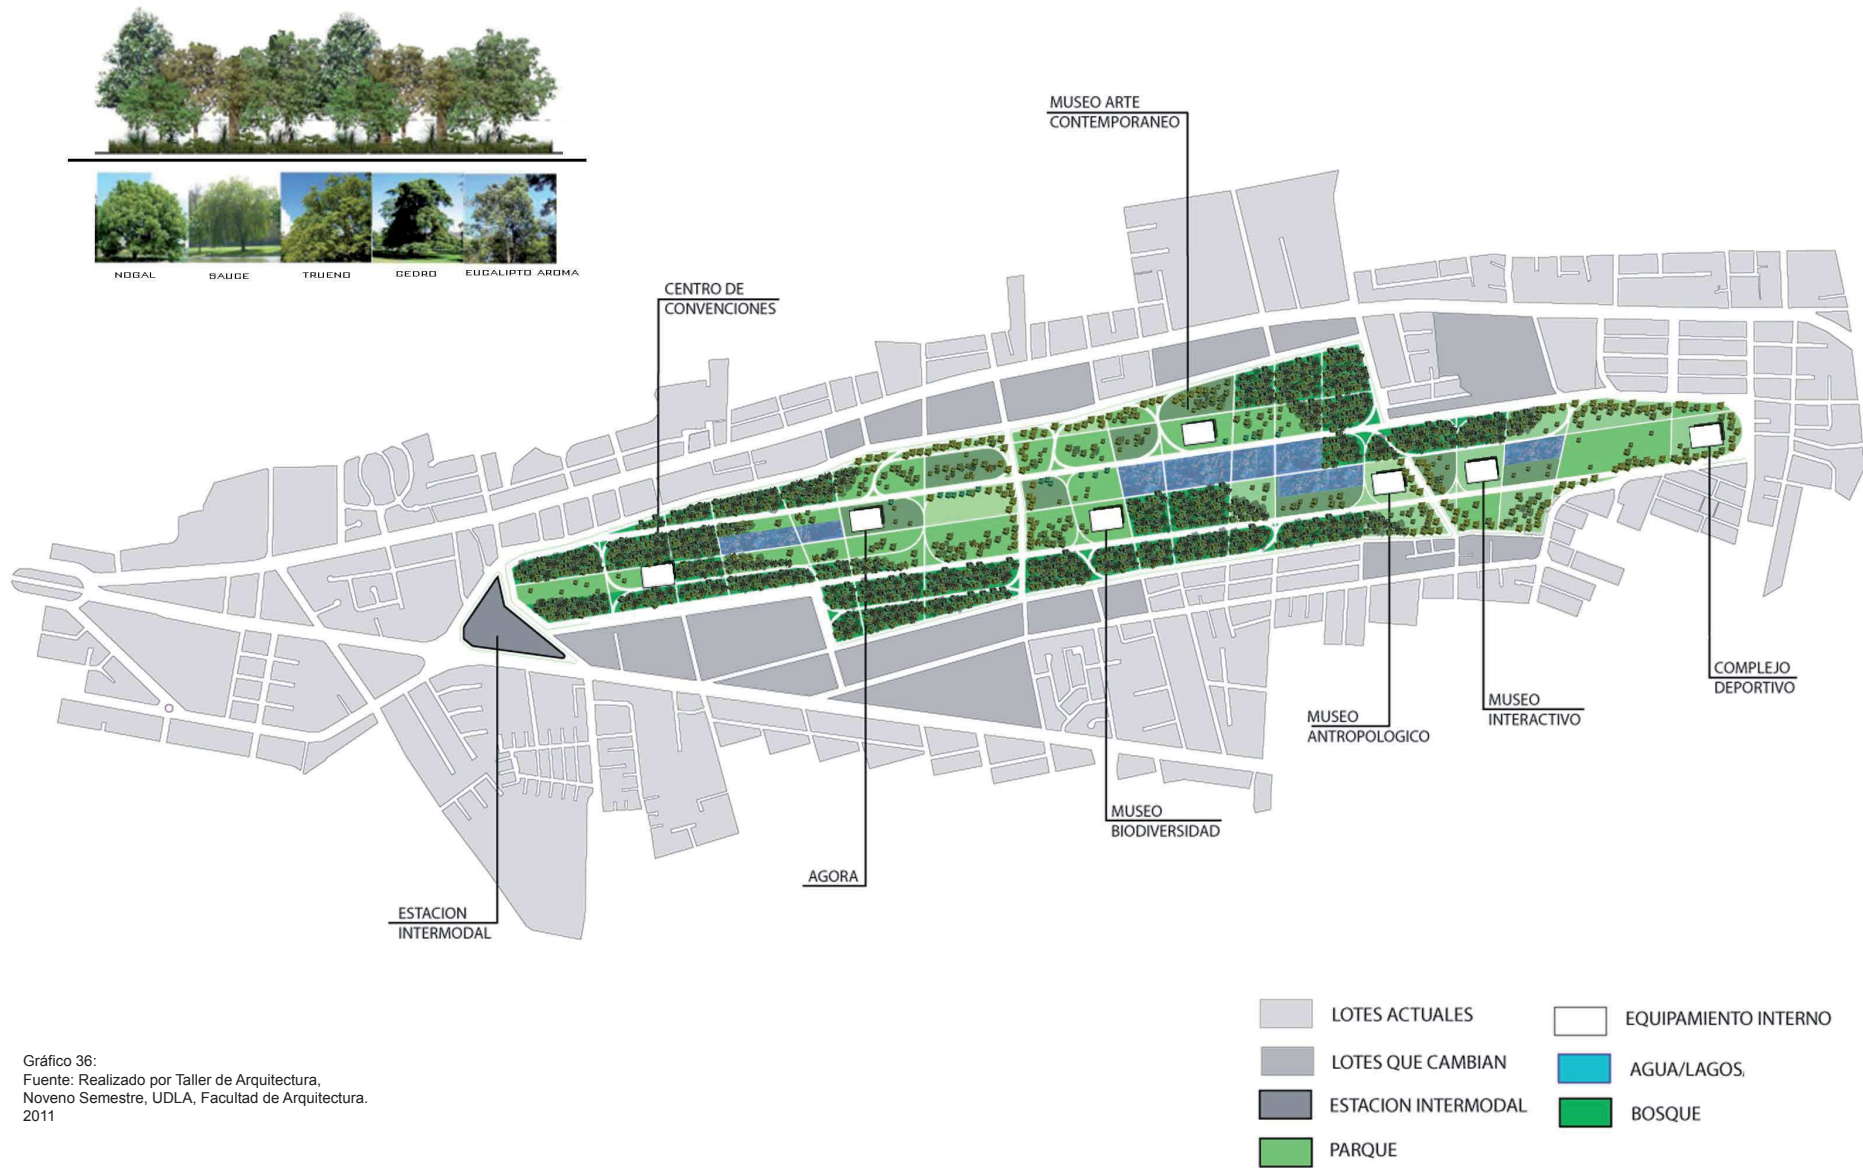 NOGAL
SAUCE
TRUENO
CEDRO
EUCALIPTO AROMA
MUSEO ARTE
CONTEMPORANEO
CENTRO DE
CONVENCIONES
COMPLEJO
DEPORTIVO
MUSEO
INTERACTIVO
MUSEO
ANTROPOLOGICO
MUSEO
BIODIVERSIDAD
AGORA
ESTACION
INTERMODAL
LOTES ACTUALES
LOTES QUE CAMBIAN
ESTACION INTERMODAL
PARQUE
EQUIPAMIENTO INTERNO
AGUA/LAGOS,
BOSQUE
Gráfico 36:
Fuente: Realizado por Taller de Arquitectura,
Noveno Semestre, UDLA, Facultad de Arquitectura.
2011